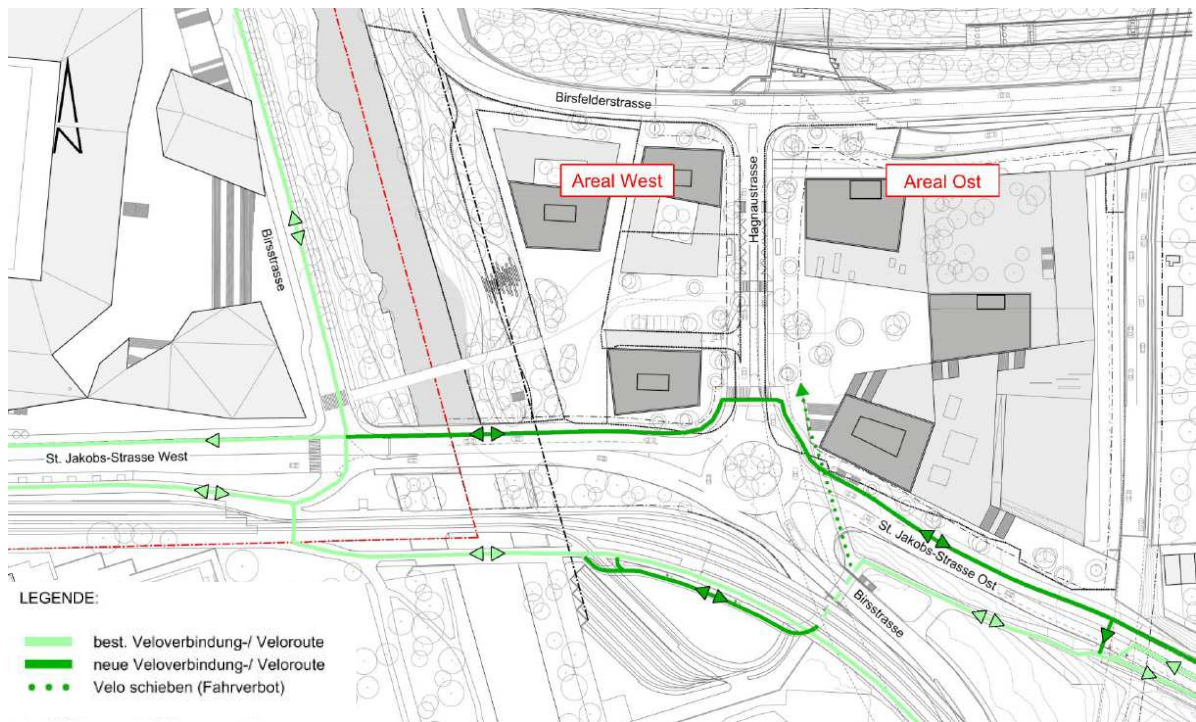 Birsfelderstrasse
Areal West
Areal Ost
Hagnaustrasse
Birsstrasse
St. Jakobs-Strasse West
St. Jakobs-Strasse Ost
Birsstrasse
LEGENDE:
best. Veloverbindung-/ Veloroute
neue Veloverbindung-/ Veloroute
Velo schieben (Fahrverbot)